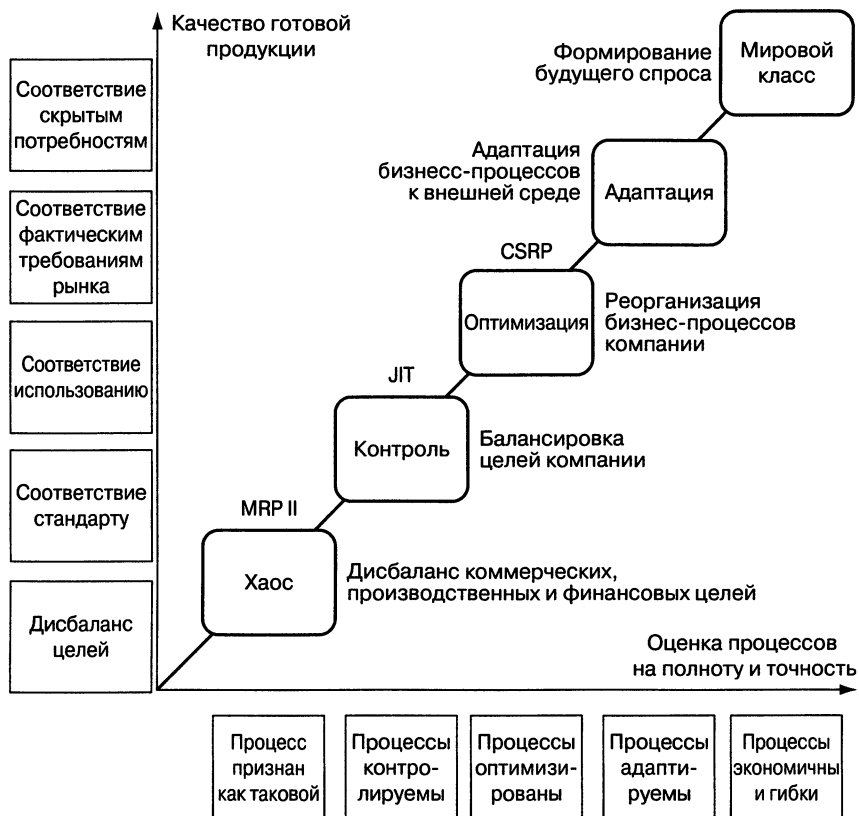 Качество готовой
продукции
Формирование
будущего спроса
Мировой
класс
Соответствие
скрытым
потребностям
Адаптация
бизнесс-процессов
к внешней среде
Адаптация
Соответствие
фактическим
требованиям
рынка
CSRP
Оптимизация
Реорганизация
бизнес-процессов
компании
Соответствие
использованию
JIT
Контроль
Балансировка
целей компании
Соответствие
стандарту
MRP II
Хаос
Дисбаланс коммерческих,
производственных и финансовых целей
Дисбаланс
целей
Оценка процессов
на полноту и точность
Процесс
признан
как таковой
Процессы
контро-
лируемы
Процессы
оптимизи-
рованы
Процессы
адапти-
руемы
Процессы
экономичны
и гибки